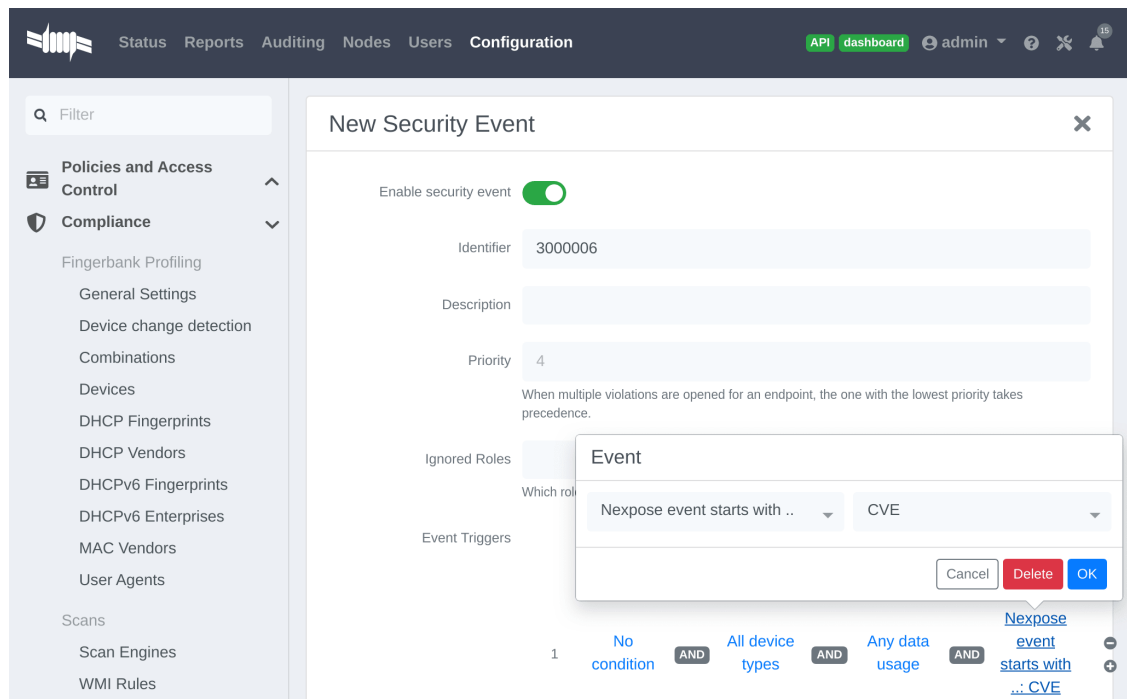 Status Reports Auditing Nodes Users Configuration API dashboard admin 15
Filter
Policies and Access
Control
Compliance
Fingerbank Profiling
General Settings
Device change detection
Combinations
Devices
DHCP Fingerprints
DHCP Vendors
DHCPv6 Fingerprints
DHCPv6 Enterprises
MAC Vendors
User Agents
Scans
Scan Engines
WMI Rules
New Security Event
Enable security event
Identifier 3000006
Description
Priority 4
When multiple violations are opened for an endpoint, the one with the lowest priority takes
precedence.
Ignored Roles
Which
Event Triggers
Event
Nexpose event starts with .. CVE
Cancel Delete OK
1 No condition AND All device types AND Any data usage AND Nexpose event starts with ..: CVE